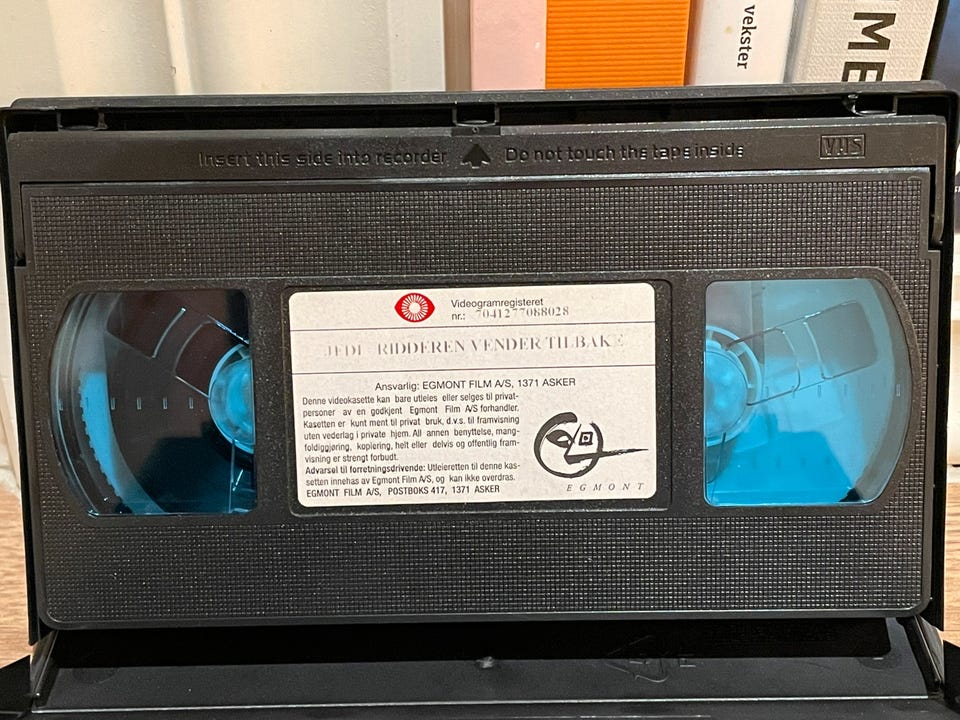 vekster
ME
Insert this side into recorder Do not touch the tape inside VHS
Videogramregisteret
nr.: 7041277088028
JEDI RIDDEREN VENDER TILBAKE
Ansvarlig: EGMONT FILM A/S, 1371 ASKER
Denne videokasette kan bare utleies eller selges til privat-
personer av en godkjent Egmont Film A/S forhandler.
Kasetten er kunt ment til privat bruk, d.v.s. til framvisning
uten vederlag i private hjem. All annen benyttelse, mang-
foldiggjøring, kopiering, helt eller delvis og offentlig fram-
visning er strengt forbudt.
Advarsel til forretningsdrivende: Utleieretten til denne kas-
setten innehas av Egmont Film A/S, og kan ikke overdras.
EGMONT FILM A/S, POSTBOKS 417, 1371 ASKER
EGMONT